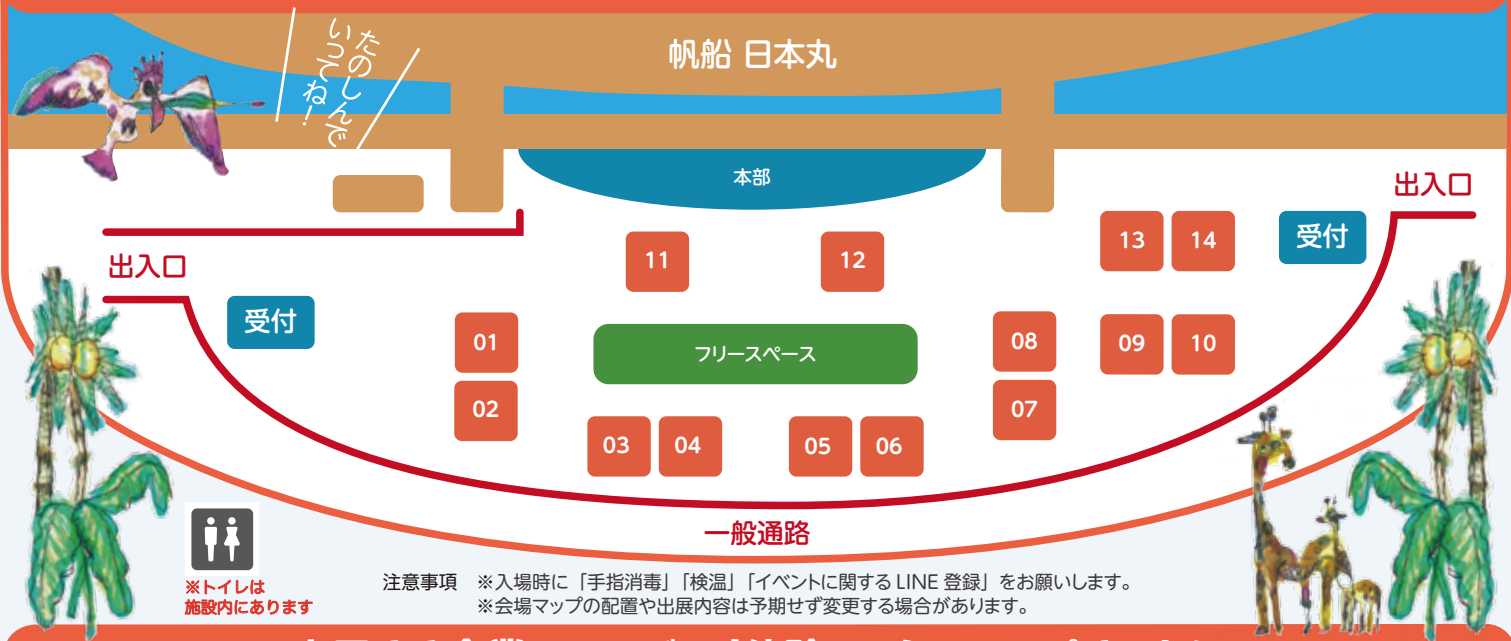 帆船 日本丸
たのしんで
いってね！
本部
出入口
受付
出入口
受付
11
12
13
14
01
02
フリースペース
08
07
09
10
03
04
05
06
一般通路
※トイレは
施設内にあります
注意事項 ※入場時に「手指消毒」「検温」「イベントに関する LINE 登録」をお願いします。
※会場マップの配置や出展内容は予期せず変更する場合があります。